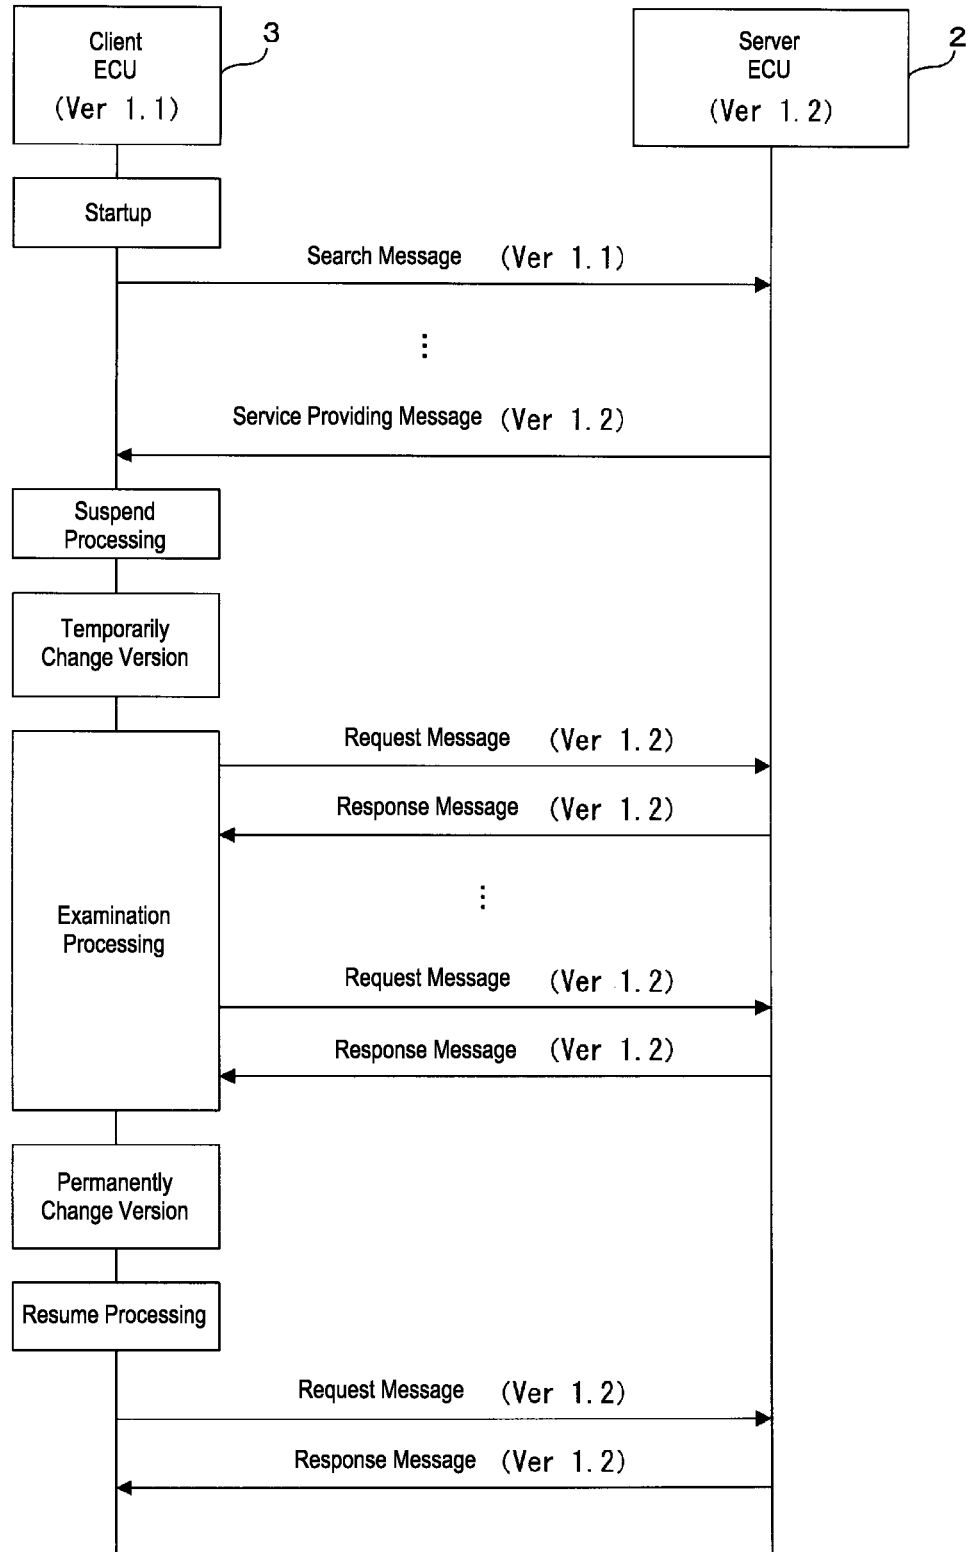 Client
ECU
(Ver 1.1)
3
Server
ECU
(Ver 1.2)
2
Startup
Search Message (Ver 1.1)
⋮
Service Providing Message (Ver 1.2)
Suspend
Processing
Temporarily
Change Version
Request Message (Ver 1.2)
Response Message (Ver 1.2)
⋮
Examination
Processing
Request Message (Ver 1.2)
Response Message (Ver 1.2)
Permanently
Change Version
Resume Processing
Request Message (Ver 1.2)
Response Message (Ver 1.2)